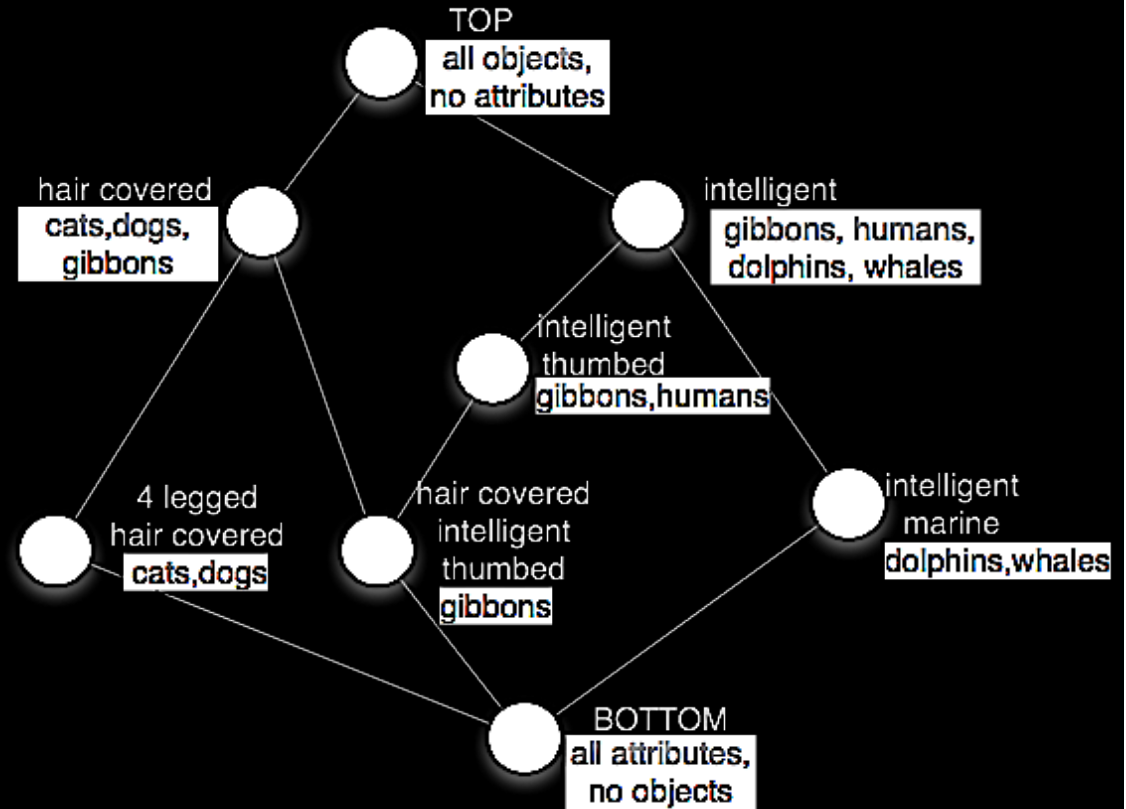 TOP
all objects,
no attributes
hair covered
cats,dogs,
gibbons
intelligent
gibbons, humans,
dolphins, whales
intelligent
thumbed
gibbons,humans
4 legged
hair covered
cats,dogs
hair covered
intelligent
thumbed
gibbons
intelligent
marine
dolphins,whales
BOTTOM
all attributes,
no objects